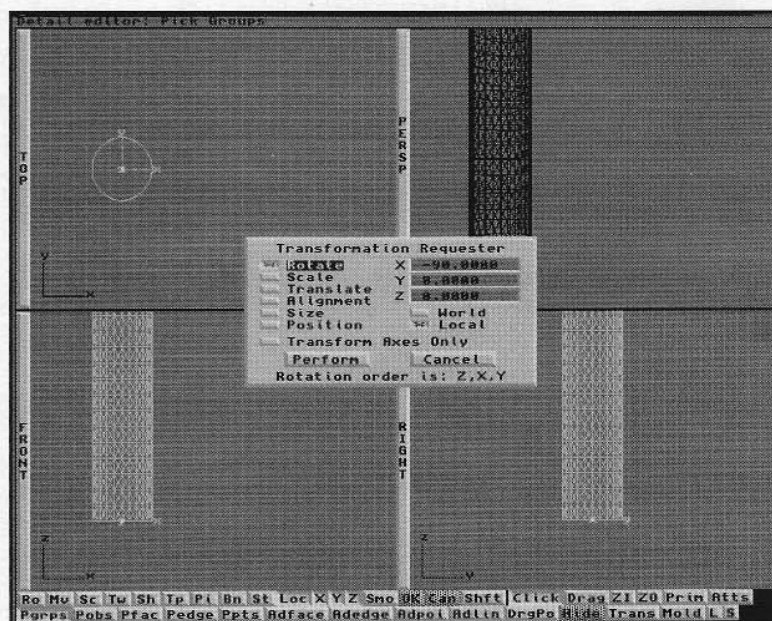 Detail editor: Pick Groups
TOP
PERSP
y
x
Transformation Requester
Rotate X -90.0000
Scale Y 0.0000
Translate Z 0.0000
Alignment
Size World
Position Local
Transform Axes Only
Perform Cancel
Rotation order is: Z,X,Y
FRONT
RIGHT
z
x
z
y
Ro Mv Sc Tw Sh Tp Pi Bn St Loc X Y Z Smo OK Can Shft Click Drag ZI ZO Prim Atts
Pgrps Pobs Pfac Pedge Ppts Adface Adedge Adpoi Adlin DrgPo Hide Trans Mold L S